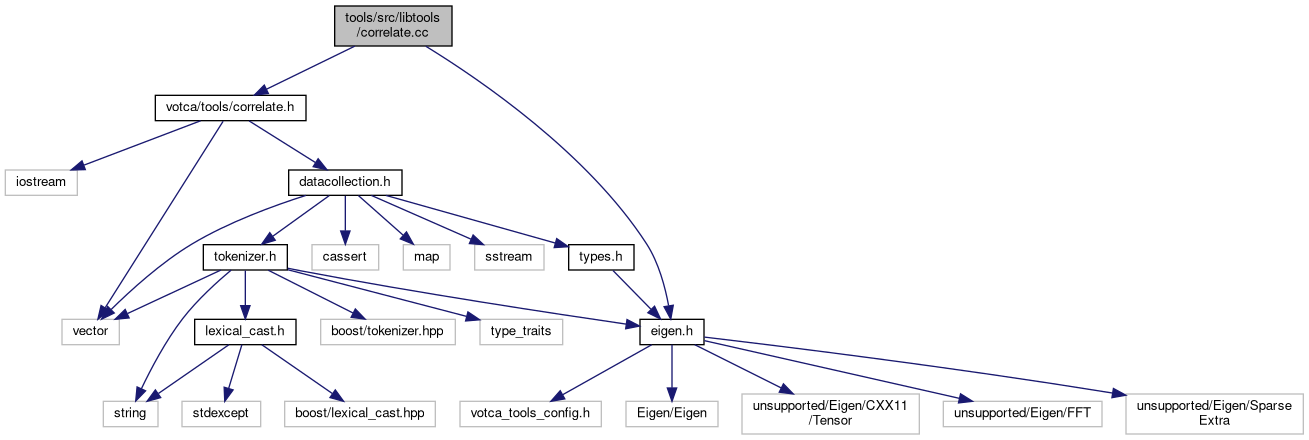 tools/src/libtools
/correlate.cc
votca/tools/correlate.h
iostream
datacollection.h
tokenizer.h
cassert
map
sstream
types.h
vector
lexical_cast.h
boost/tokenizer.hpp
type_traits
eigen.h
string
stdexcept
boost/lexical_cast.hpp
votca_tools_config.h
Eigen/Eigen
unsupported/Eigen/CXX11
/Tensor
unsupported/Eigen/FFT
unsupported/Eigen/Sparse
Extra